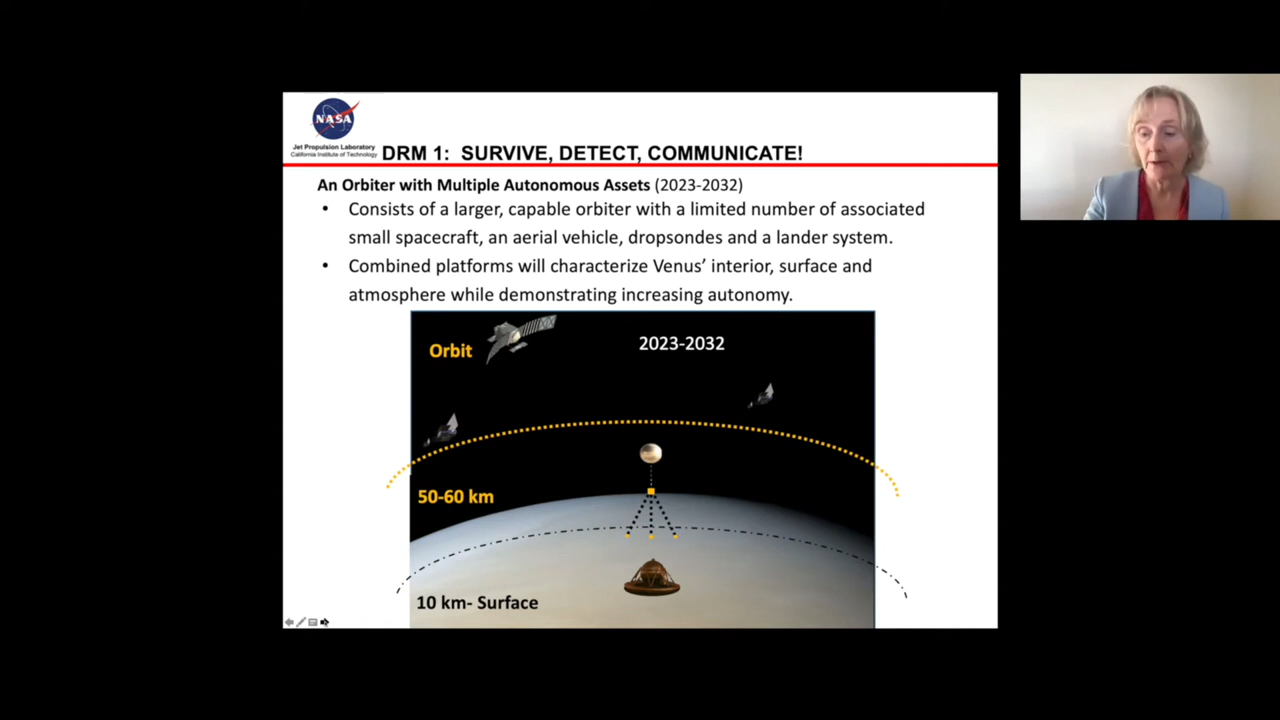 NASA
Jet Propulsion Laboratory
California Institute of Technology
DRM 1: SURVIVE, DETECT, COMMUNICATE!
An Orbiter with Multiple Autonomous Assets (2023-2032)
• Consists of a larger, capable orbiter with a limited number of associated
small spacecraft, an aerial vehicle, dropsondes and a lander system.
• Combined platforms will characterize Venus’ interior, surface and
atmosphere while demonstrating increasing autonomy.
Orbit
2023-2032
50-60 km
10 km- Surface